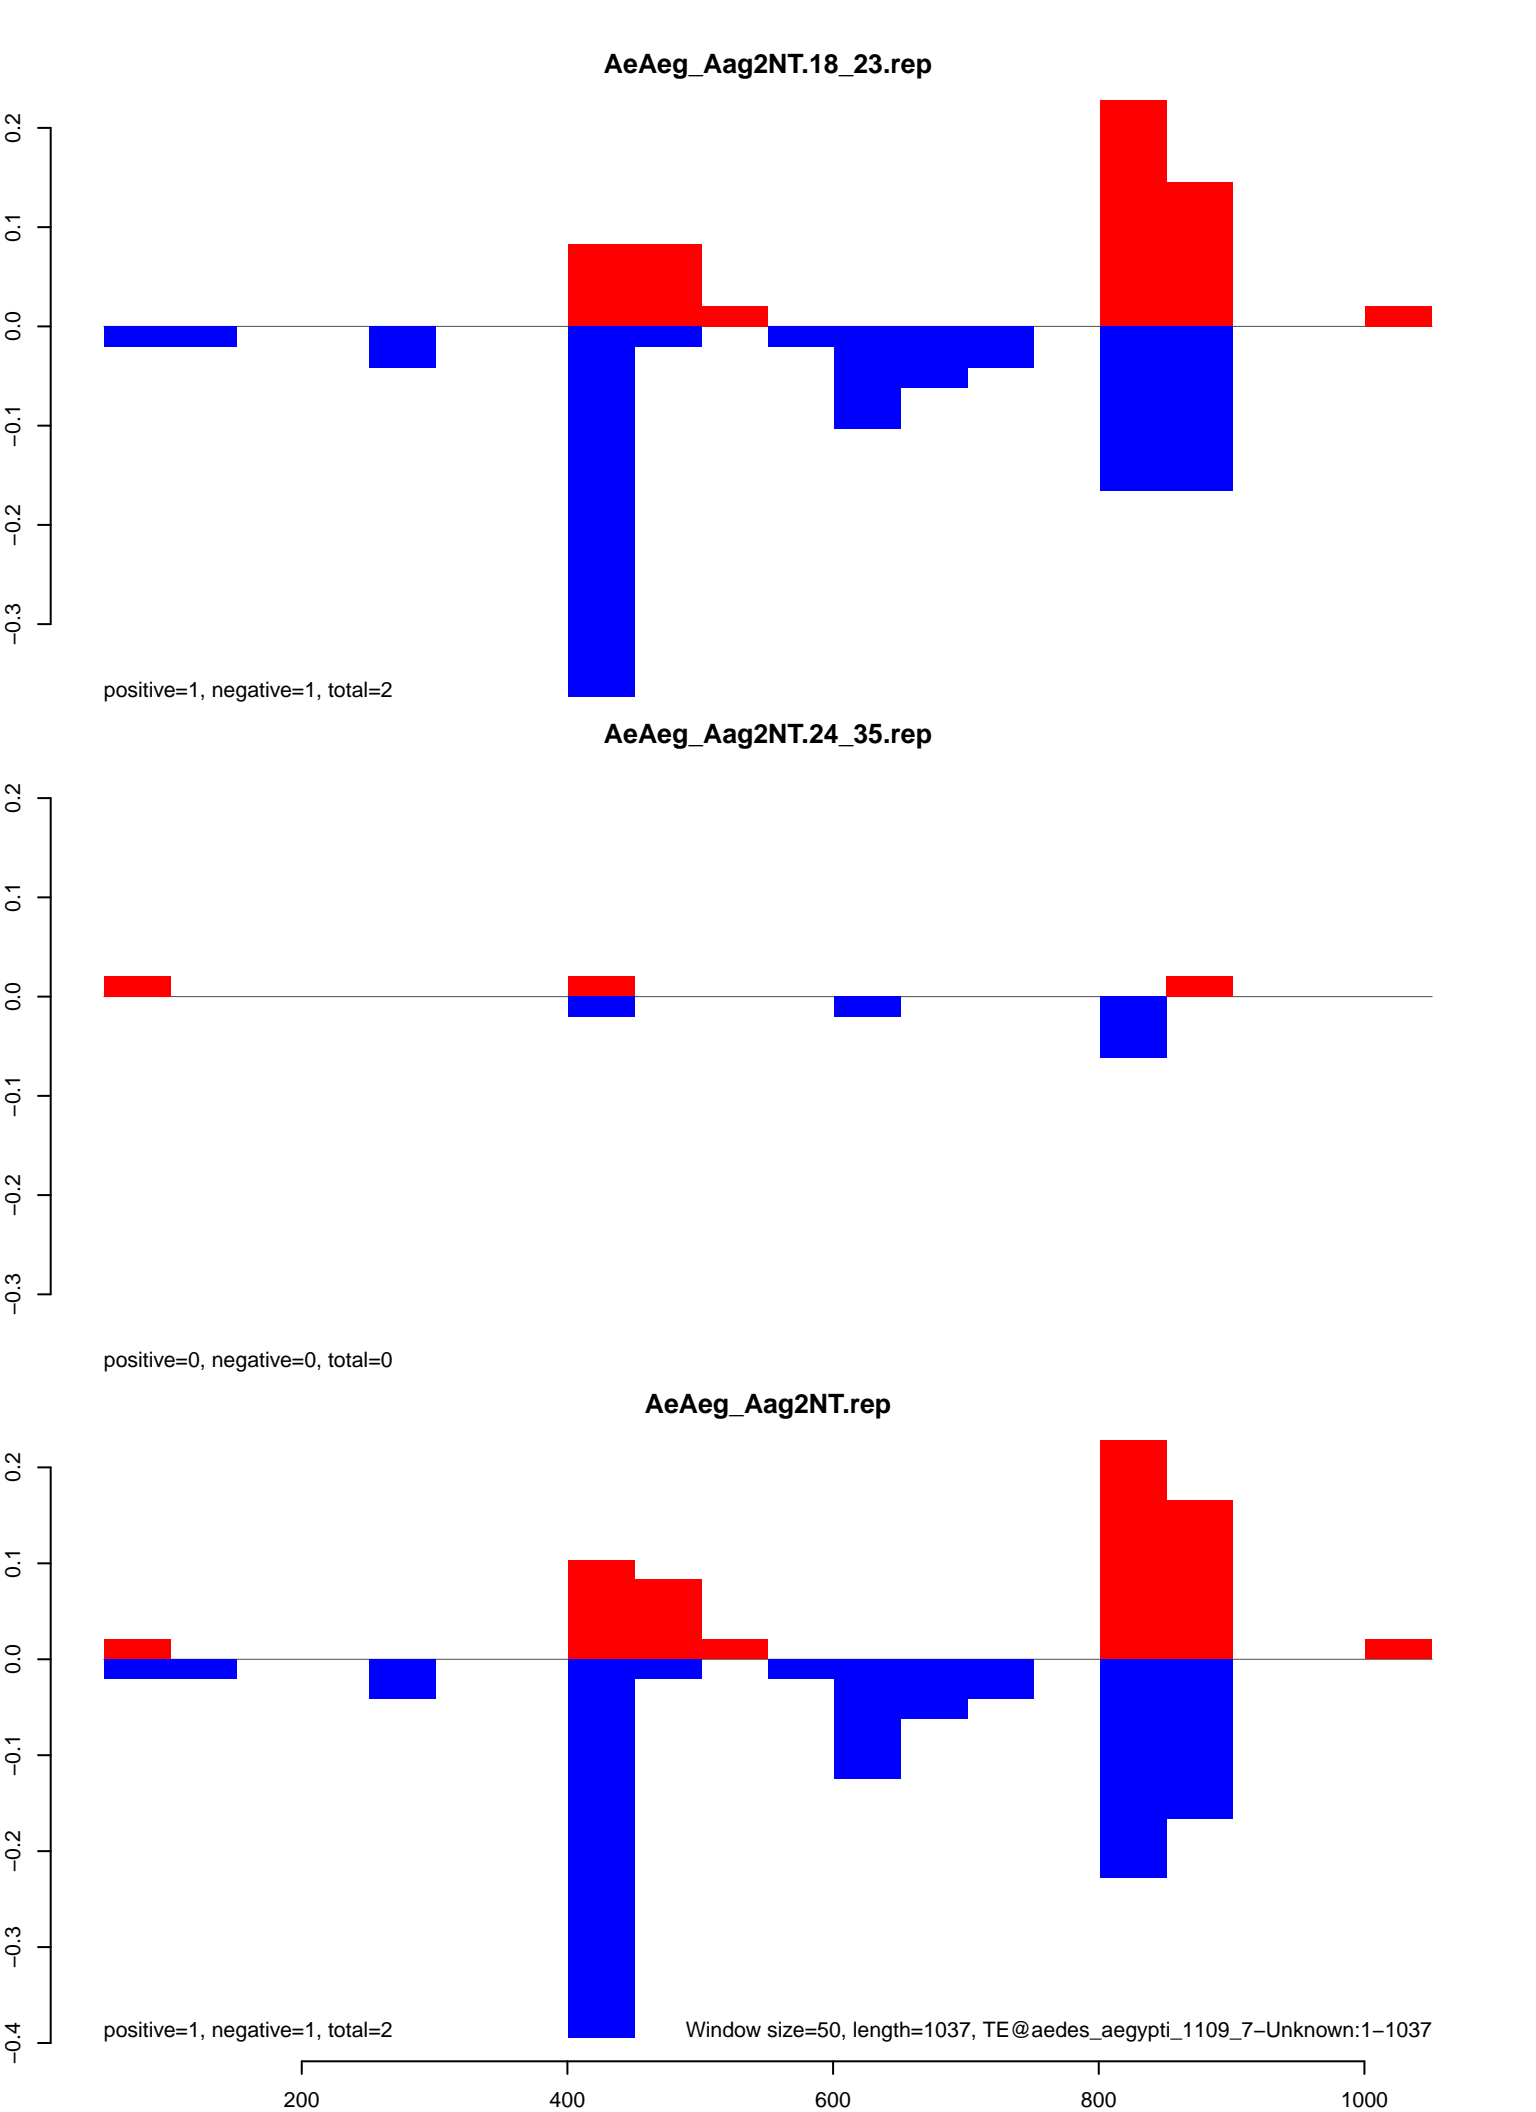 AeAeg_Aag2NT.18_23.rep
0.2
0.1
0.0
−0.1
−0.2
−0.3
positive=1, negative=1, total=2
AeAeg_Aag2NT.24_35.rep
0.2
0.1
0.0
−0.1
−0.2
−0.3
positive=0, negative=0, total=0
AeAeg_Aag2NT.rep
0.2
0.1
0.0
−0.1
−0.2
−0.3
−0.4
positive=1, negative=1, total=2
Window size=50, length=1037, TE@aedes_aegypti_1109_7−Unknown:1−1037
200 400 600 800 1000